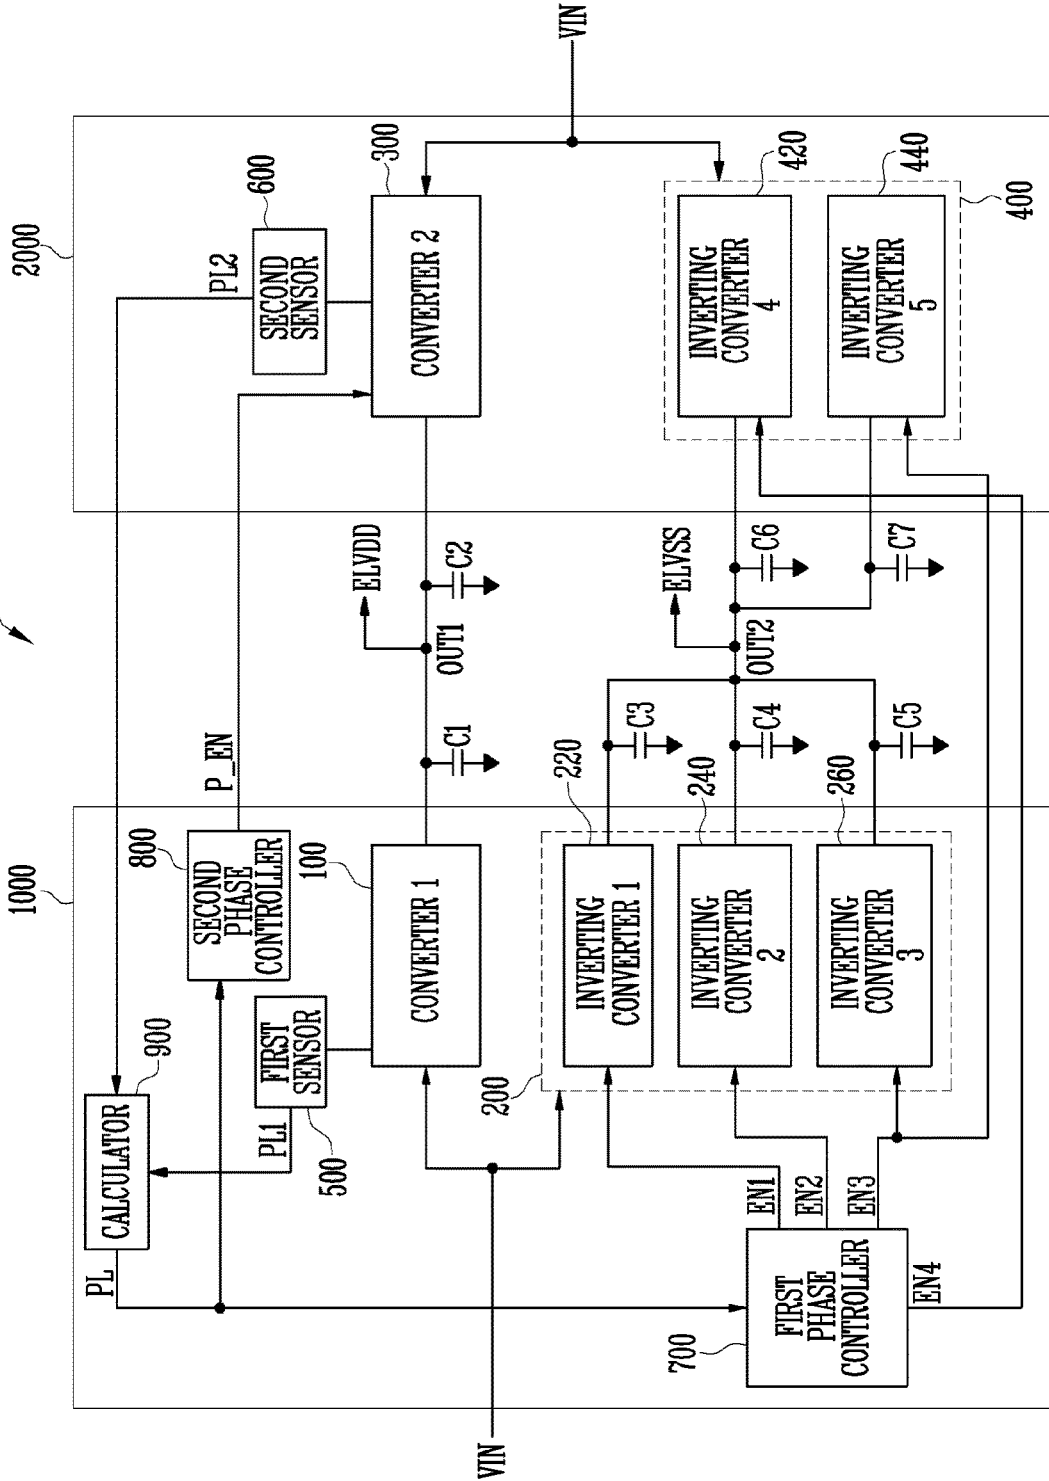 1000
2000
CALCULATOR
900
PL
PL2
SECOND
PHASE
CONTROLLER
800
P_EN
SECOND
SENSOR
600
FIRST
SENSOR
500
PL1
CONVERTER 1
100
C1
OUT1
ELVDD
C2
CONVERTER 2
300
VIN
VIN
200
INVERTING
CONVERTER 1
220
C3
INVERTING
CONVERTER
2
240
C4
OUT2
ELVSS
C6
INVERTING
CONVERTER
4
420
INVERTING
CONVERTER
3
260
C5
C7
INVERTING
CONVERTER
5
440
400
FIRST
PHASE
CONTROLLER
700
EN1
EN2
EN3
EN4